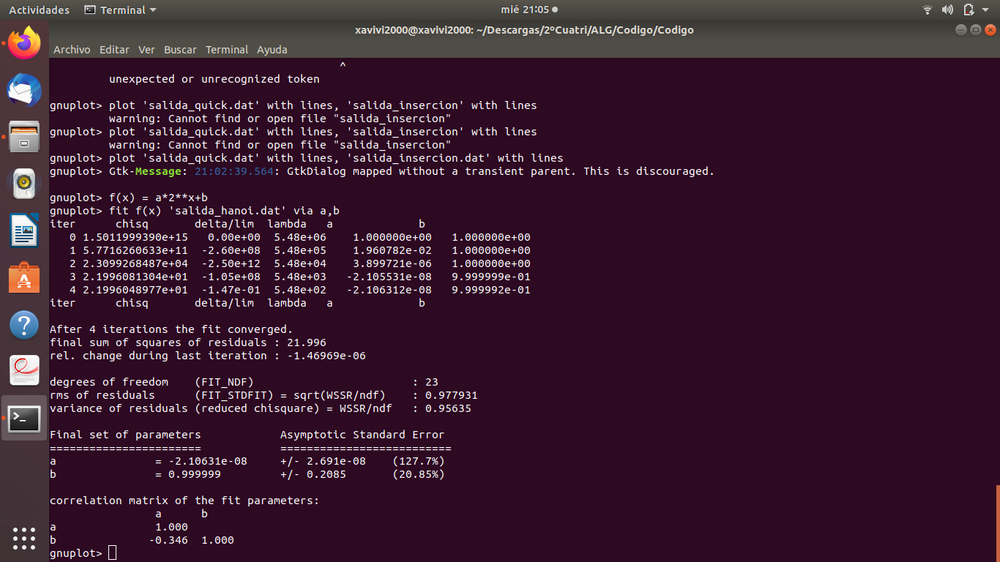 Actividades Terminal mié 21:05
xavivi2000@xavivi2000: ~/Descargas/2ºCuatri/ALG/Codigo/Codigo
Archivo Editar Ver Buscar Terminal Ayuda
^
unexpected or unrecognized token
gnuplot> plot 'salida_quick.dat' with lines, 'salida_insercion' with lines
warning: Cannot find or open file "salida_insercion"
gnuplot> plot 'salida_quick.dat' with lines, 'salida_insercion' with lines
warning: Cannot find or open file "salida_insercion"
gnuplot> plot 'salida_quick.dat' with lines, 'salida_insercion.dat' with lines
gnuplot> Gtk-Message: 21:02:39.564: GtkDialog mapped without a transient parent. This is discouraged.
gnuplot> f(x) = a*2**x+b
gnuplot> fit f(x) 'salida_hanoi.dat' via a,b
iter chisq delta/lim lambda a b
0 1.5011999390e+15 0.00e+00 5.48e+06 1.000000e+00 1.000000e+00
1 5.7716260633e+11 -2.60e+08 5.48e+05 1.960782e-02 1.000000e+00
2 2.3099268487e+04 -2.50e+12 5.48e+04 3.899721e-06 1.000000e+00
3 2.1996081304e+01 -1.05e+08 5.48e+03 -2.105531e-08 9.999999e-01
4 2.1996048977e+01 -1.47e-01 5.48e+02 -2.106312e-08 9.999992e-01
iter chisq delta/lim lambda a b
After 4 iterations the fit converged.
final sum of squares of residuals : 21.996
rel. change during last iteration : -1.46969e-06
degrees of freedom (FIT_NDF) : 23
rms of residuals (FIT_STDFIT) = sqrt(WSSR/ndf) : 0.977931
variance of residuals (reduced chisquare) = WSSR/ndf : 0.95635
Final set of parameters Asymptotic Standard Error
======================= ==========================
a = -2.10631e-08 +/- 2.691e-08 (127.7%)
b = 0.999999 +/- 0.2085 (20.85%)
correlation matrix of the fit parameters:
a b
a 1.000
b -0.346 1.000
gnuplot>